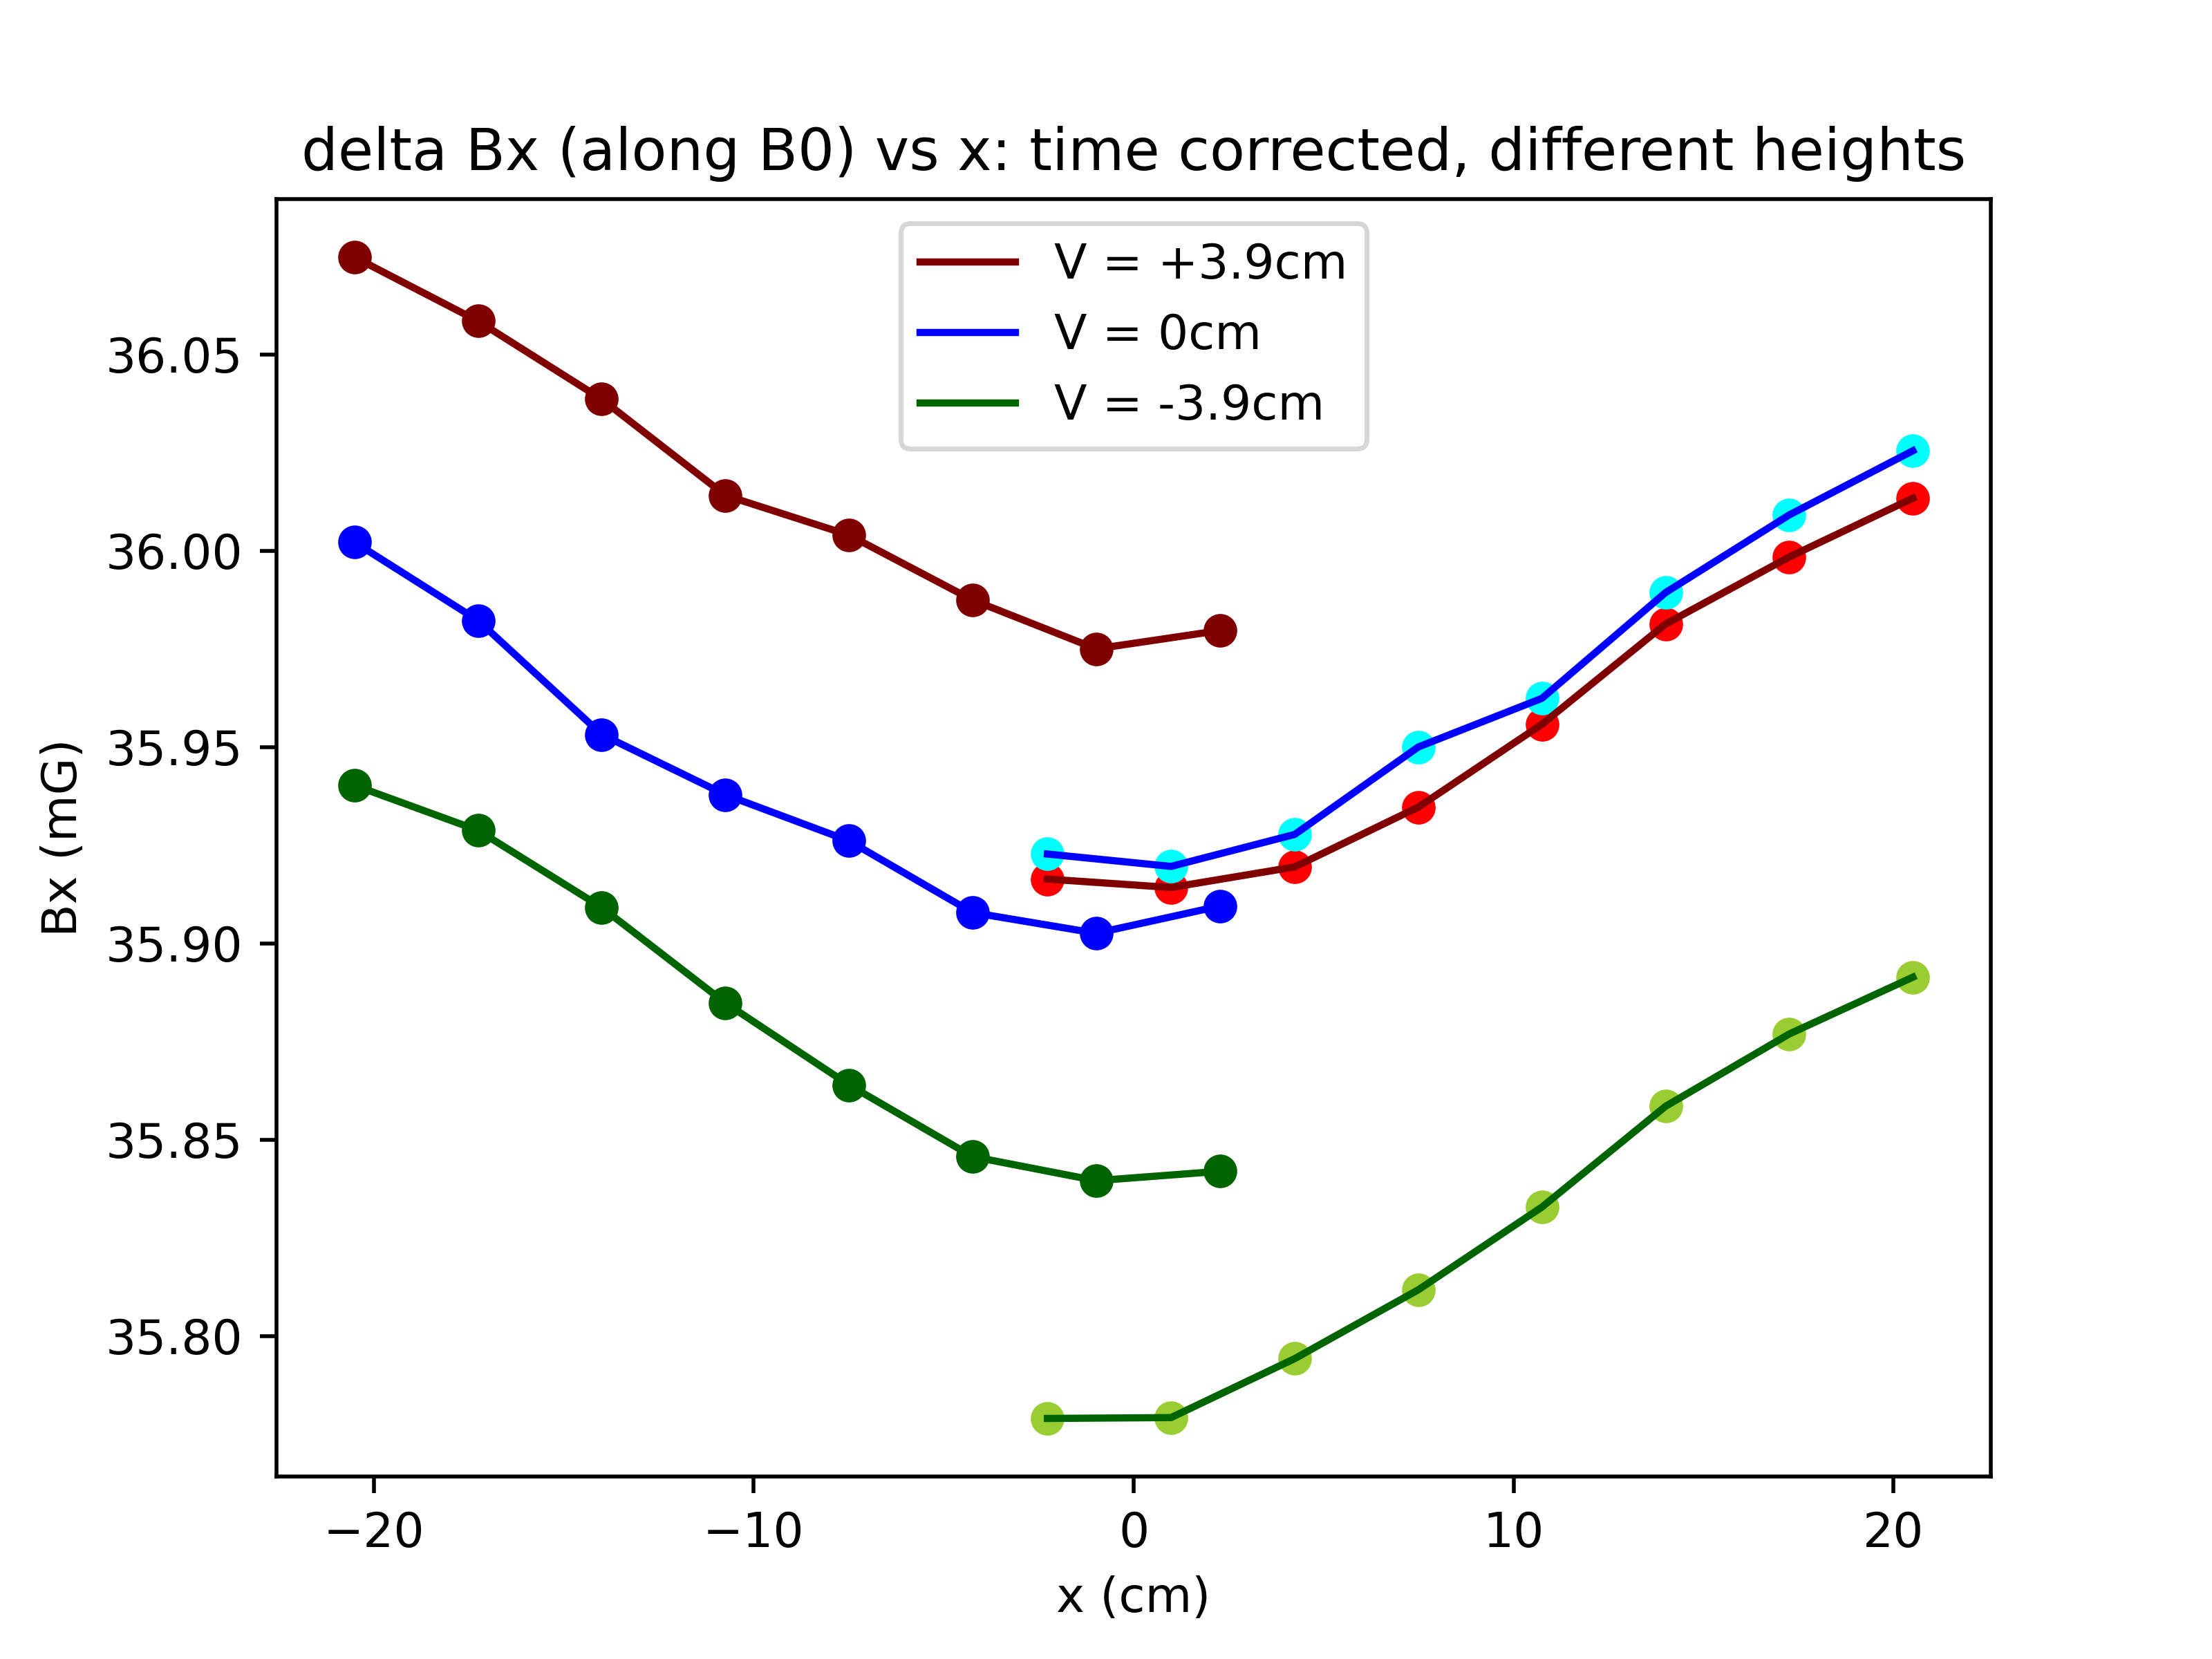 delta Bx (along B0) vs x: time corrected, different heights
V = +3.9cm
V = 0cm
V = -3.9cm
36.05
36.00
35.95
35.90
35.85
35.80
Bx (mG)
−20 −10 0 10 20
x (cm)